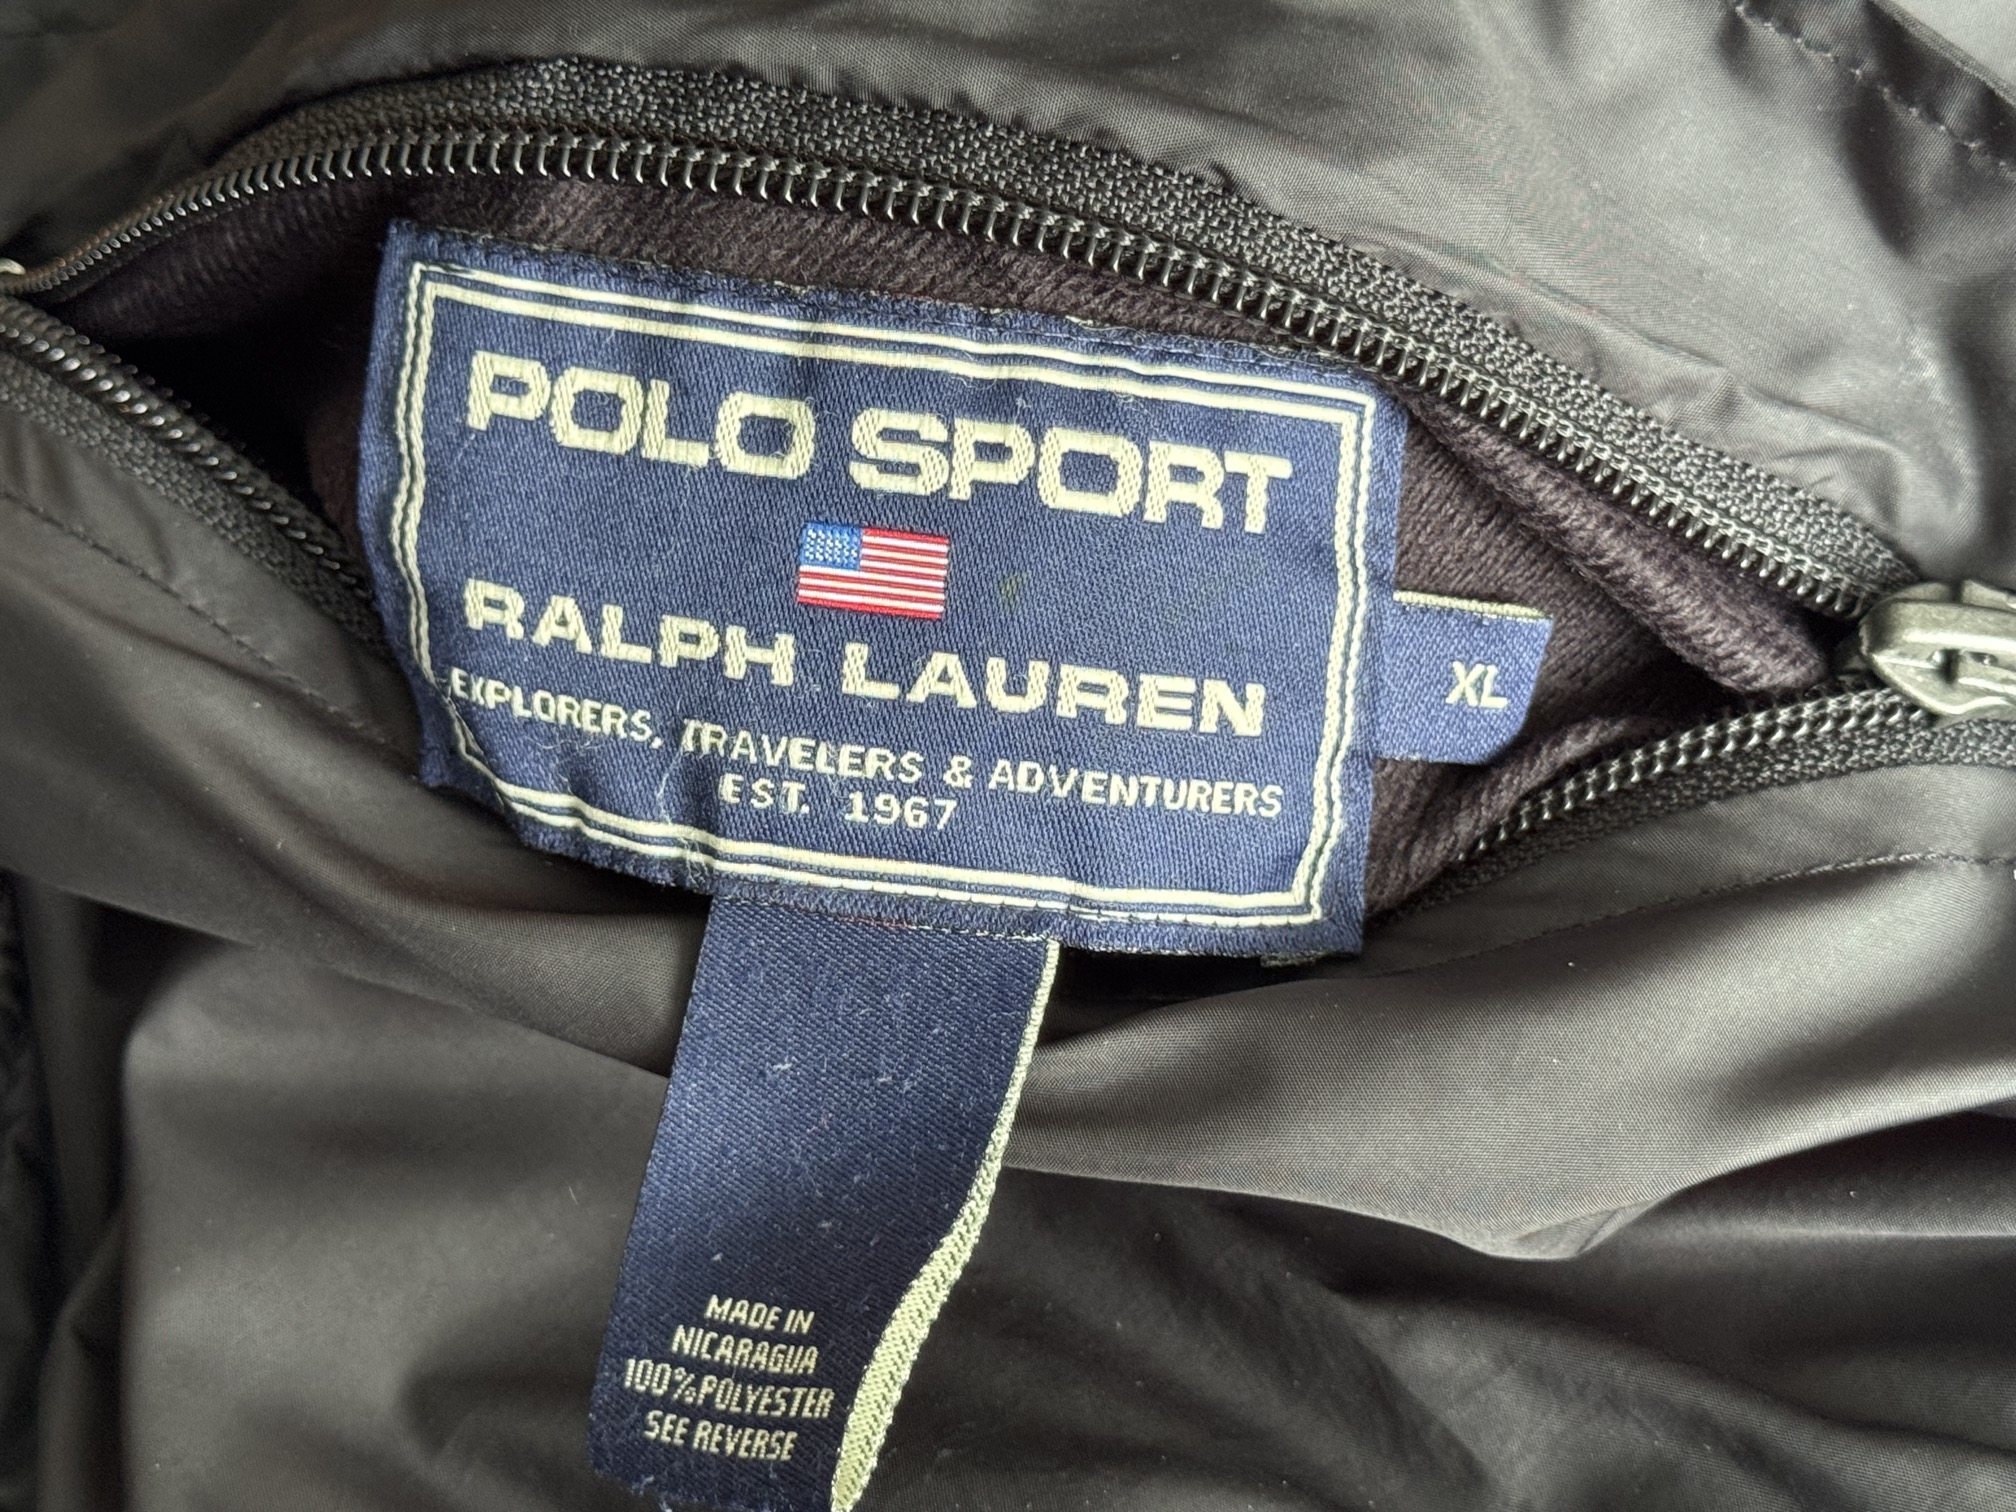 POLO SPORT
RALPH LAUREN
EXPLORERS, TRAVELERS & ADVENTURERS
EST. 1967
XL
MADE IN
NICARAGUA
100%POLYESTER
SEE REVERSE